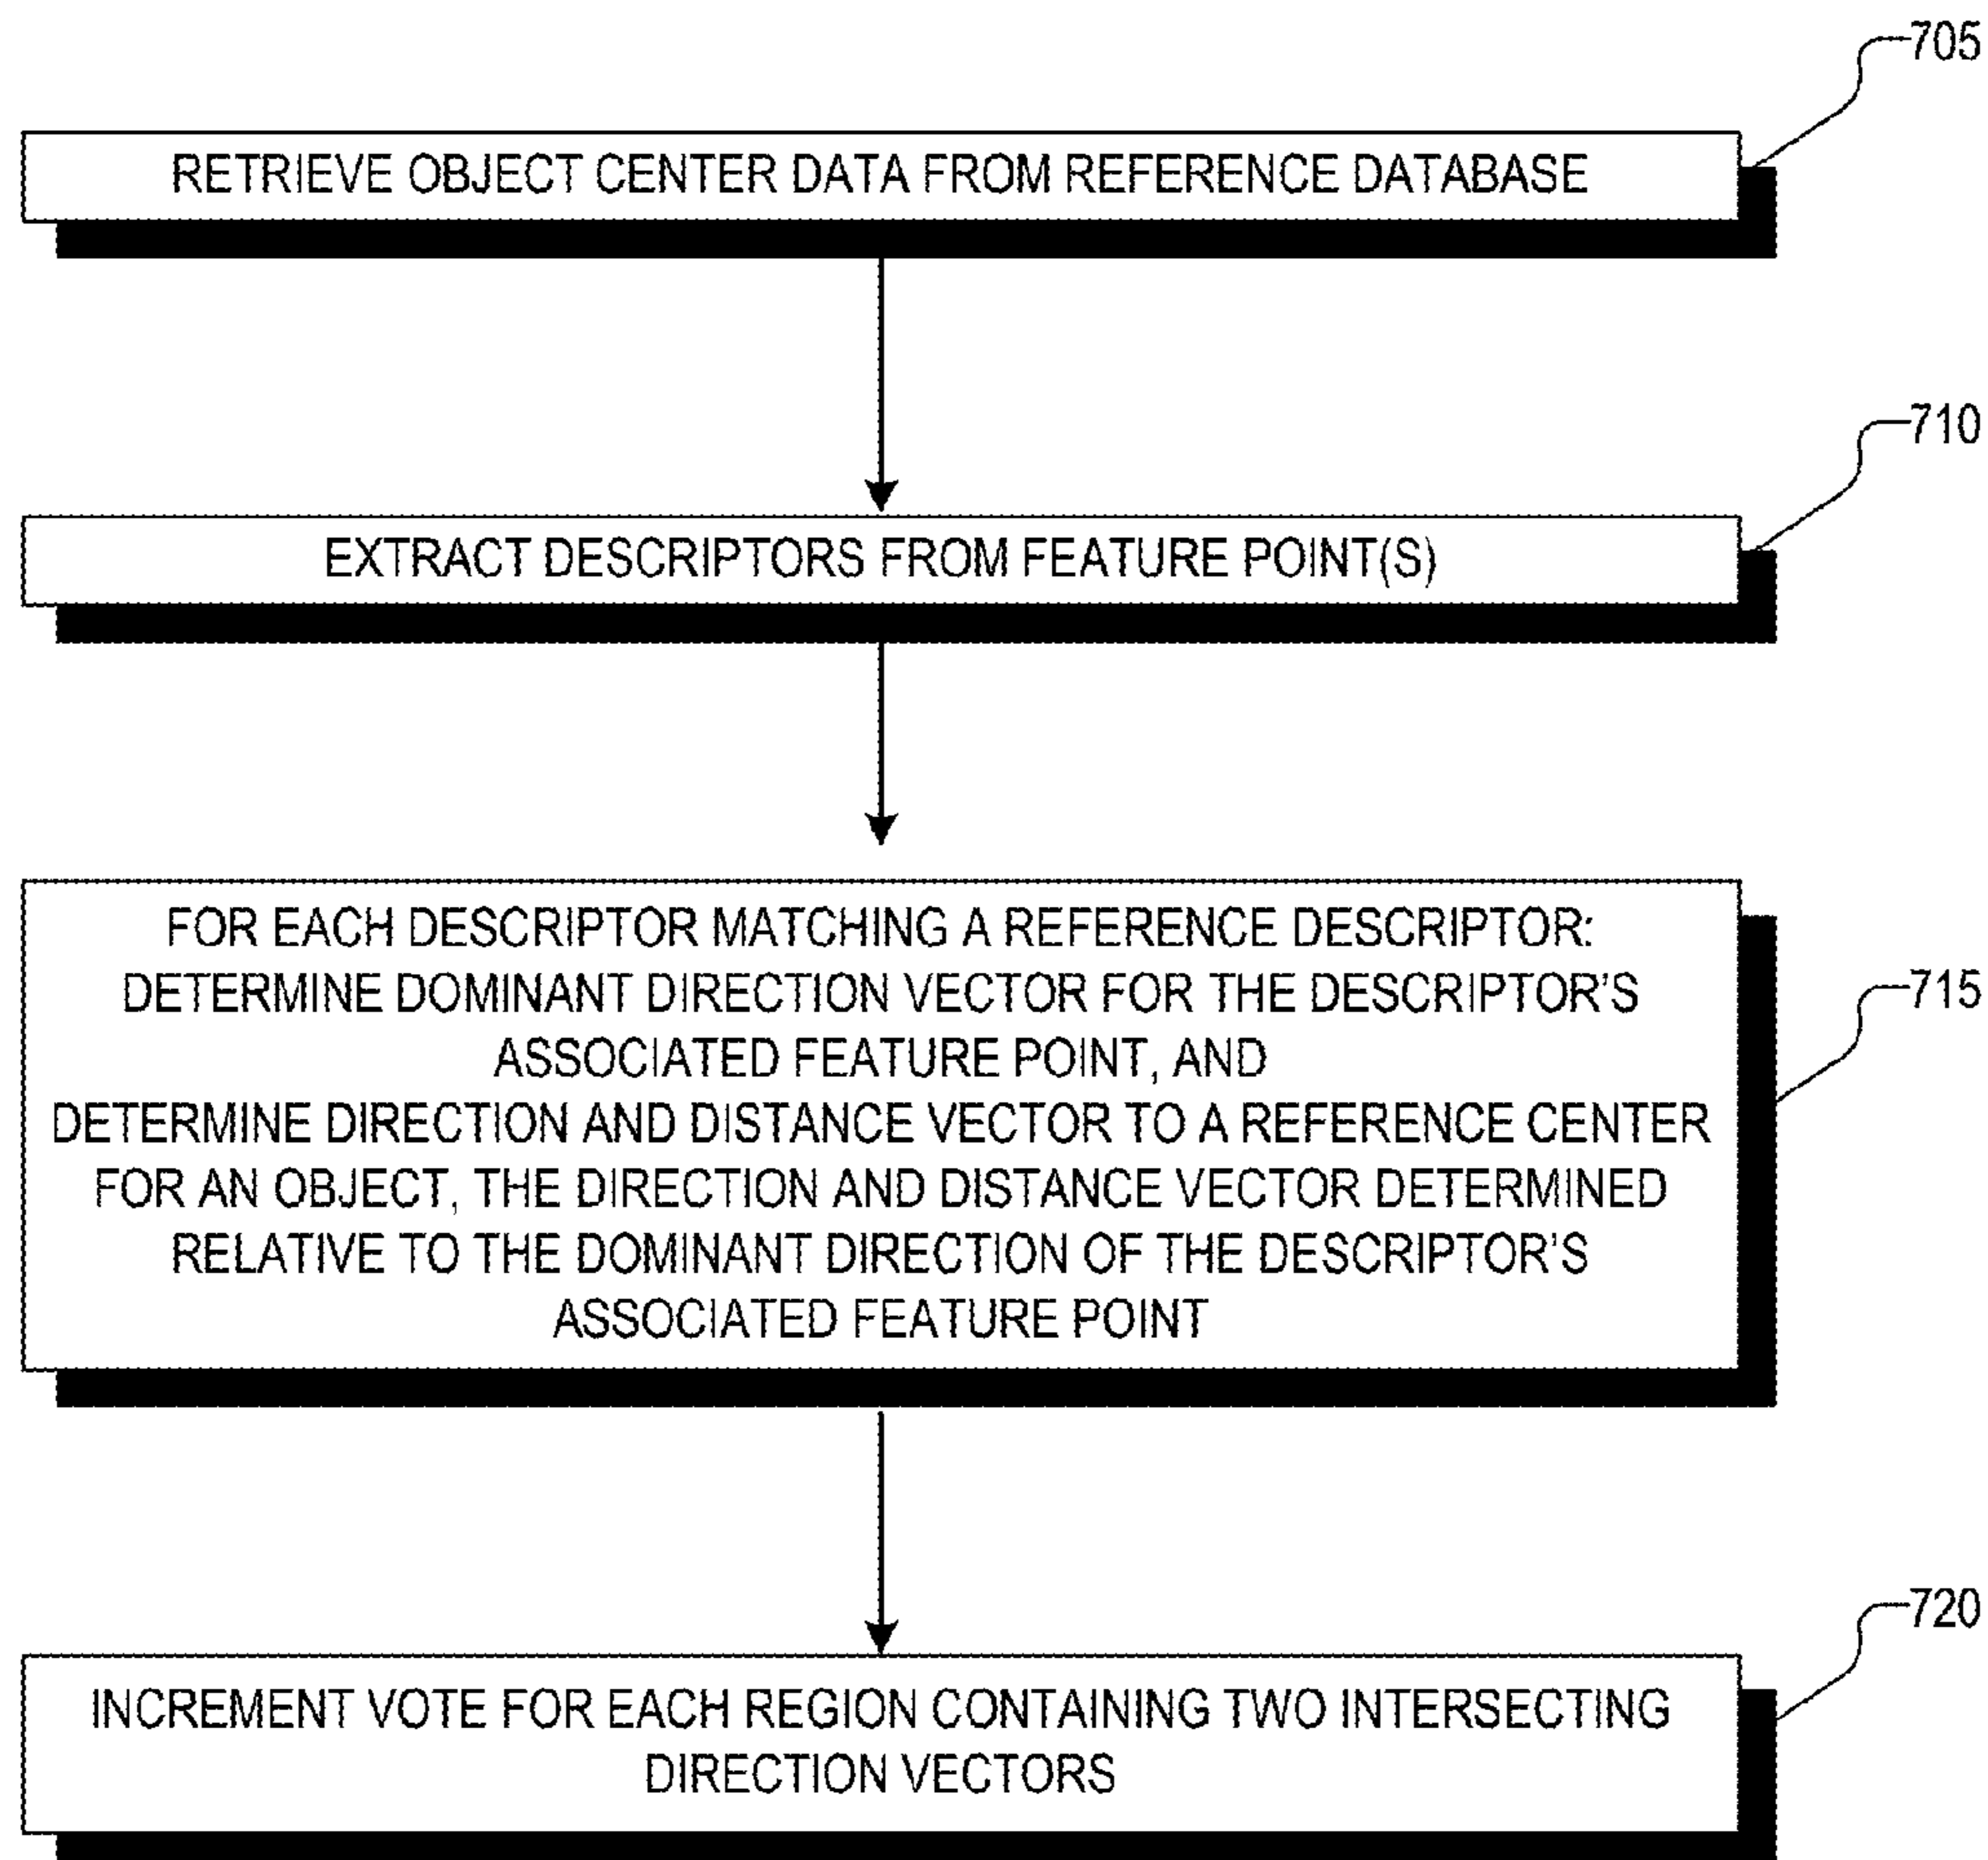 705
RETRIEVE OBJECT CENTER DATA FROM REFERENCE DATABASE
710
EXTRACT DESCRIPTORS FROM FEATURE POINT(S)
FOR EACH DESCRIPTOR MATCHING A REFERENCE DESCRIPTOR:
DETERMINE DOMINANT DIRECTION VECTOR FOR THE DESCRIPTOR'S
715
ASSOCIATED FEATURE POINT, AND
DETERMINE DIRECTION AND DISTANCE VECTOR TO A REFERENCE CENTER
FOR AN OBJECT, THE DIRECTION AND DISTANCE VECTOR DETERMINED
RELATIVE TO THE DOMINANT DIRECTION OF THE DESCRIPTOR'S
ASSOCIATED FEATURE POINT
720
INCREMENT VOTE FOR EACH REGION CONTAINING TWO INTERSECTING
DIRECTION VECTORS